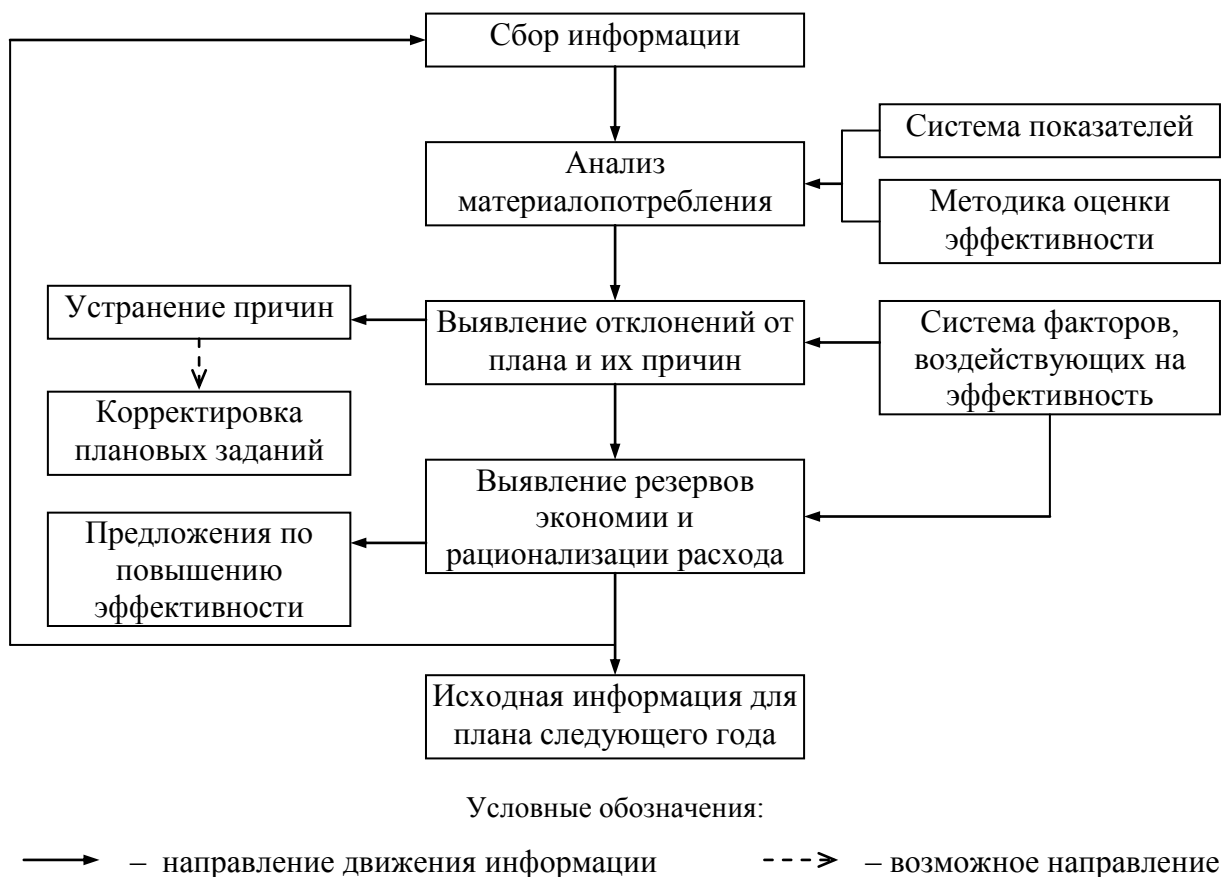 Сбор информации
Анализ
материалопотребления
Система показателей
Методика оценки
эффективности
Устранение причин
Выявление отклонений от
плана и их причин
Система факторов,
воздействующих на
эффективность
Корректировка
плановых заданий
Выявление резервов
экономии и
рационализации расхода
Предложения по
повышению
эффективности
Исходная информация для
плана следующего года
Условные обозначения:
– направление движения информации
– возможное направление